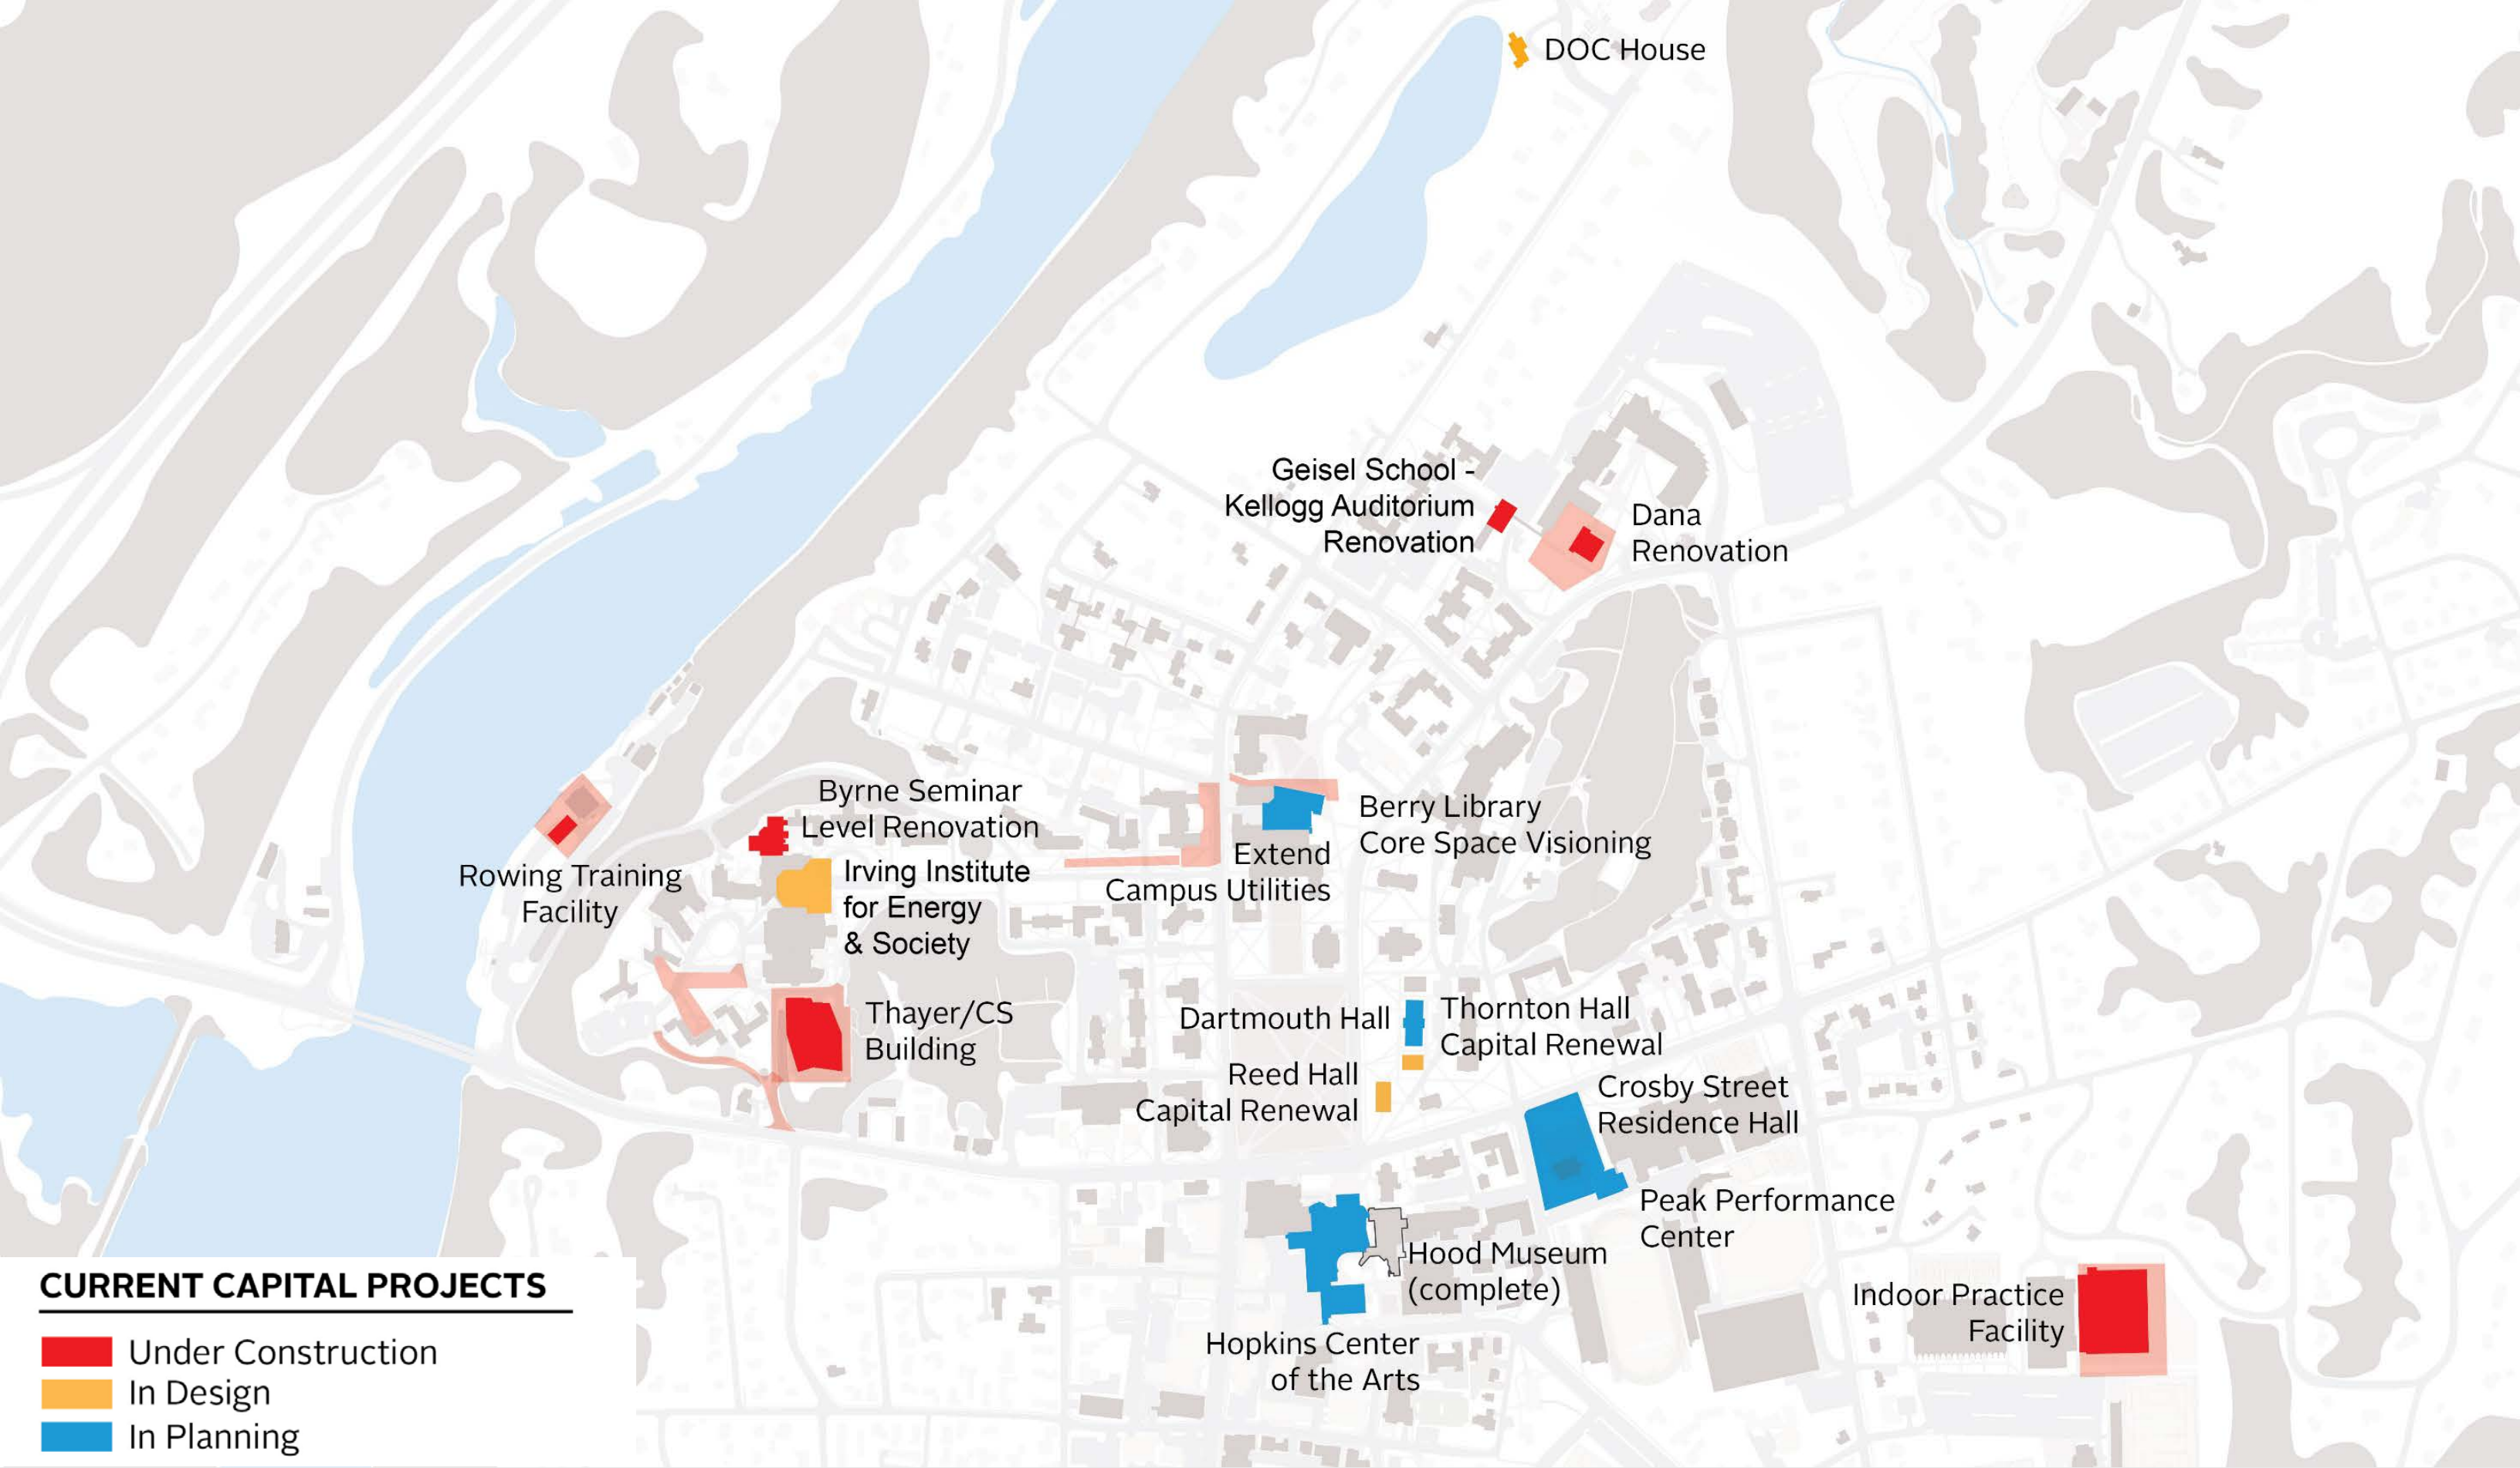 DOC House
Geisel School -
Kellogg Auditorium
Renovation
Dana
Renovation
Byrne Seminar
Level Renovation
Irving Institute
for Energy
& Society
Rowing Training
Facility
Berry Library
Core Space Visioning
Extend
Campus Utilities
Thayer/CS
Building
Dartmouth Hall
Thornton Hall
Capital Renewal
Reed Hall
Capital Renewal
Crosby Street
Residence Hall
Peak Performance
Center
Hood Museum
(complete)
Hopkins Center
of the Arts
Indoor Practice
Facility
CURRENT CAPITAL PROJECTS
Under Construction
In Design
In Planning